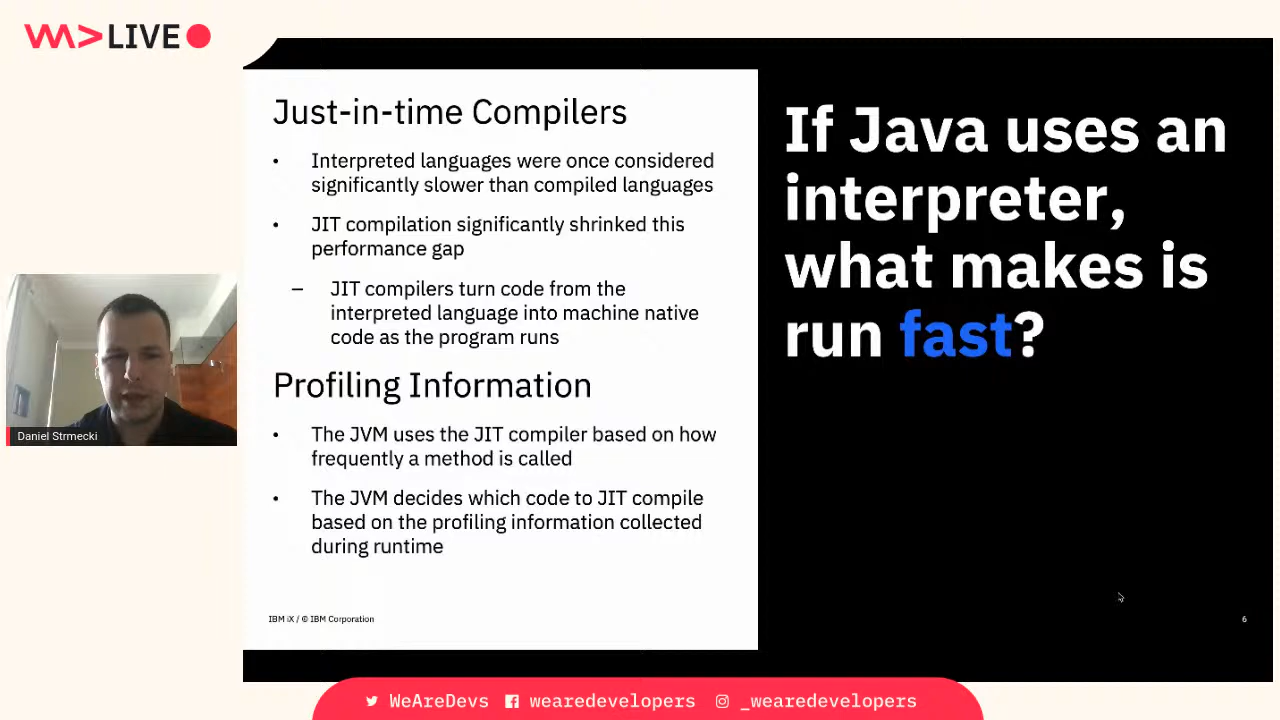 LIVE
Just-in-time Compilers
• Interpreted languages were once considered
significantly slower than compiled languages
• JIT compilation significantly shrinked this
performance gap
– JIT compilers turn code from the
interpreted language into machine native
code as the program runs
Profiling Information
• The JVM uses the JIT compiler based on how
frequently a method is called
• The JVM decides which code to JIT compile
based on the profiling information collected
during runtime
IBM iX / © IBM Corporation
If Java uses an
interpreter,
what makes is
run fast?
6
Daniel Strmecki
WeAreDevs wearedevelopers _wearedevelopers